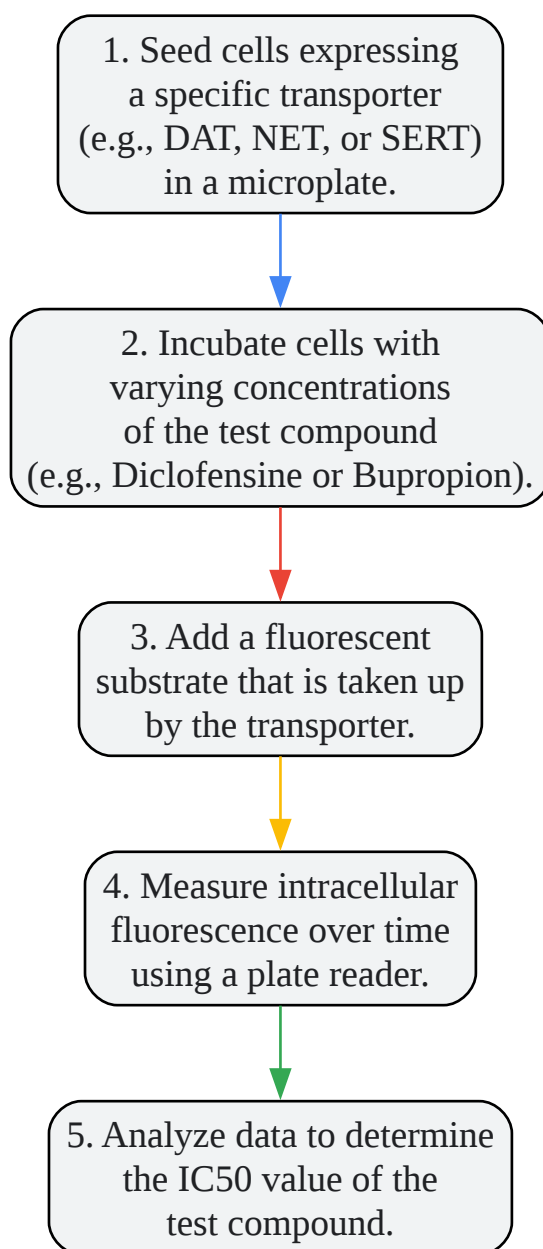 1. Seed cells expressing
a specific transporter
(e.g., DAT, NET, or SERT)
in a microplate.
2. Incubate cells with
varying concentrations
of the test compound
(e.g., Diclofensine or Bupropion).
3. Add a fluorescent
substrate that is taken up
by the transporter.
4. Measure intracellular
fluorescence over time
using a plate reader.
5. Analyze data to determine
the IC50 value of the
test compound.